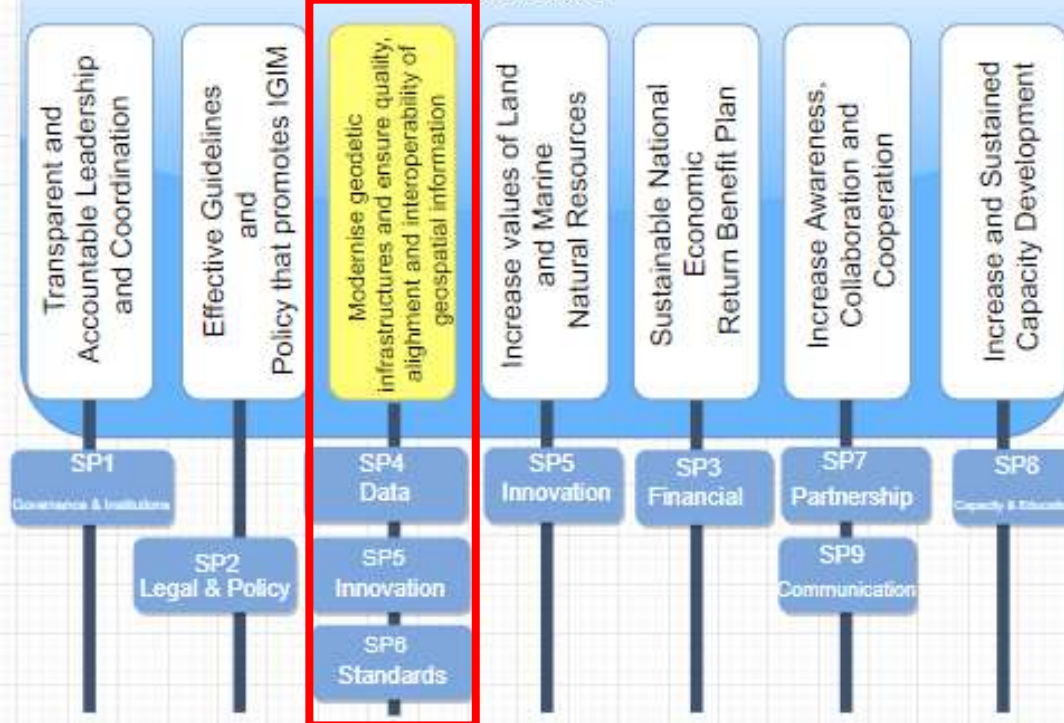 Transparent and
Accountable Leadership
and Coordination
Effective Guidelines
and
Policy that promotes IGIM
Modernise geodetic
infrastructures and ensure quality,
alighment and interoperability of
geospatial information
Increase values of Land
and Marine
Natural Resources
Sustainable National
Economic
Return Benefit Plan
Increase Awareness,
Collaboration and
Cooperation
Increase and Sustained
Capacity Development
SP1
Governance & Institutions
SP2
Legal & Policy
SP4
Data
SP5
Innovation
SP6
Standards
SP5
Innovation
SP3
Financial
SP7
Partnership
SP9
Communication
SP8
Capacity &